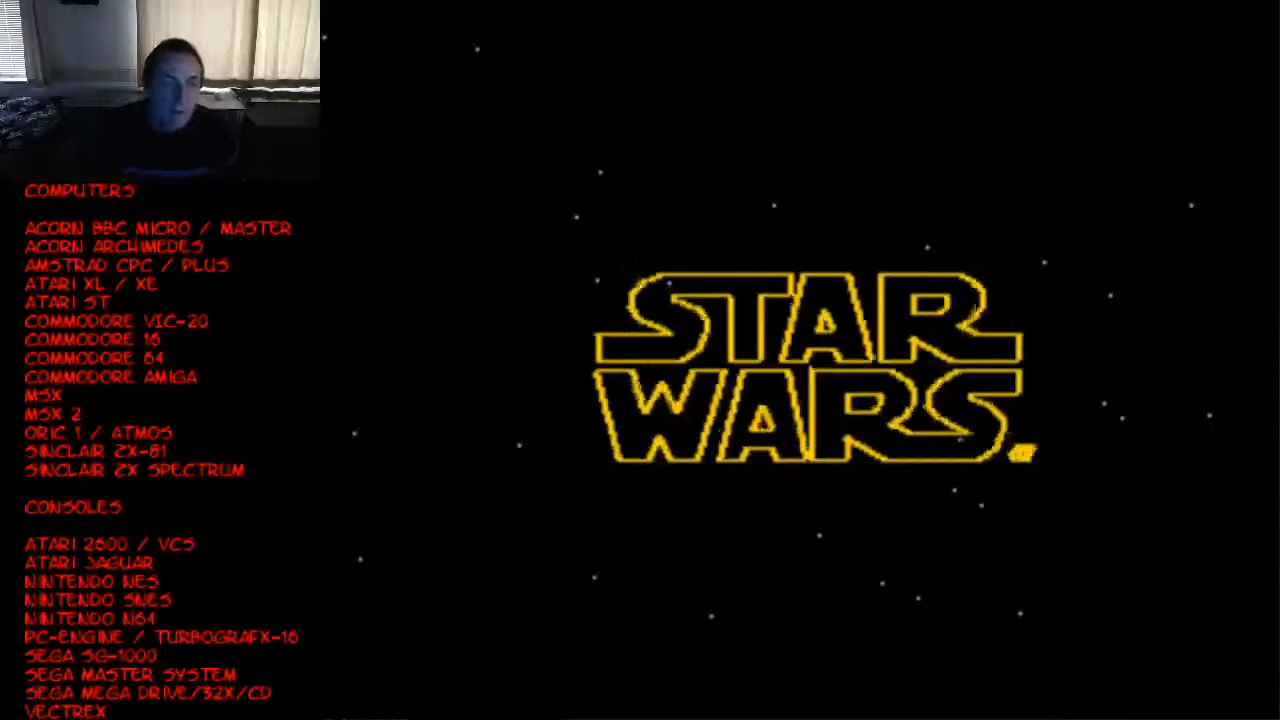 COMPUTERS
ACORN BBC MICRO / MASTER
ACORN ARCHIMEDES
AMSTRAD CPC / PLUS
ATARI XL / XE
ATARI ST
COMMODORE VIC-20
COMMODORE 16
COMMODORE 64
COMMODORE AMIGA
MSX
MSX 2
ORIC 1 / ATMOS
SINCLAIR ZX-81
SINCLAIR ZX SPECTRUM
CONSOLES
ATARI 2600 / VCS
ATARI JAGUAR
NINTENDO NES
NINTENDO SNES
NINTENDO N64
PC-ENGINE / TURBOGRAFX-16
SEGA SG-1000
SEGA MASTER SYSTEM
SEGA MEGA DRIVE/32X/CD
VECTREX
STAR
WARS